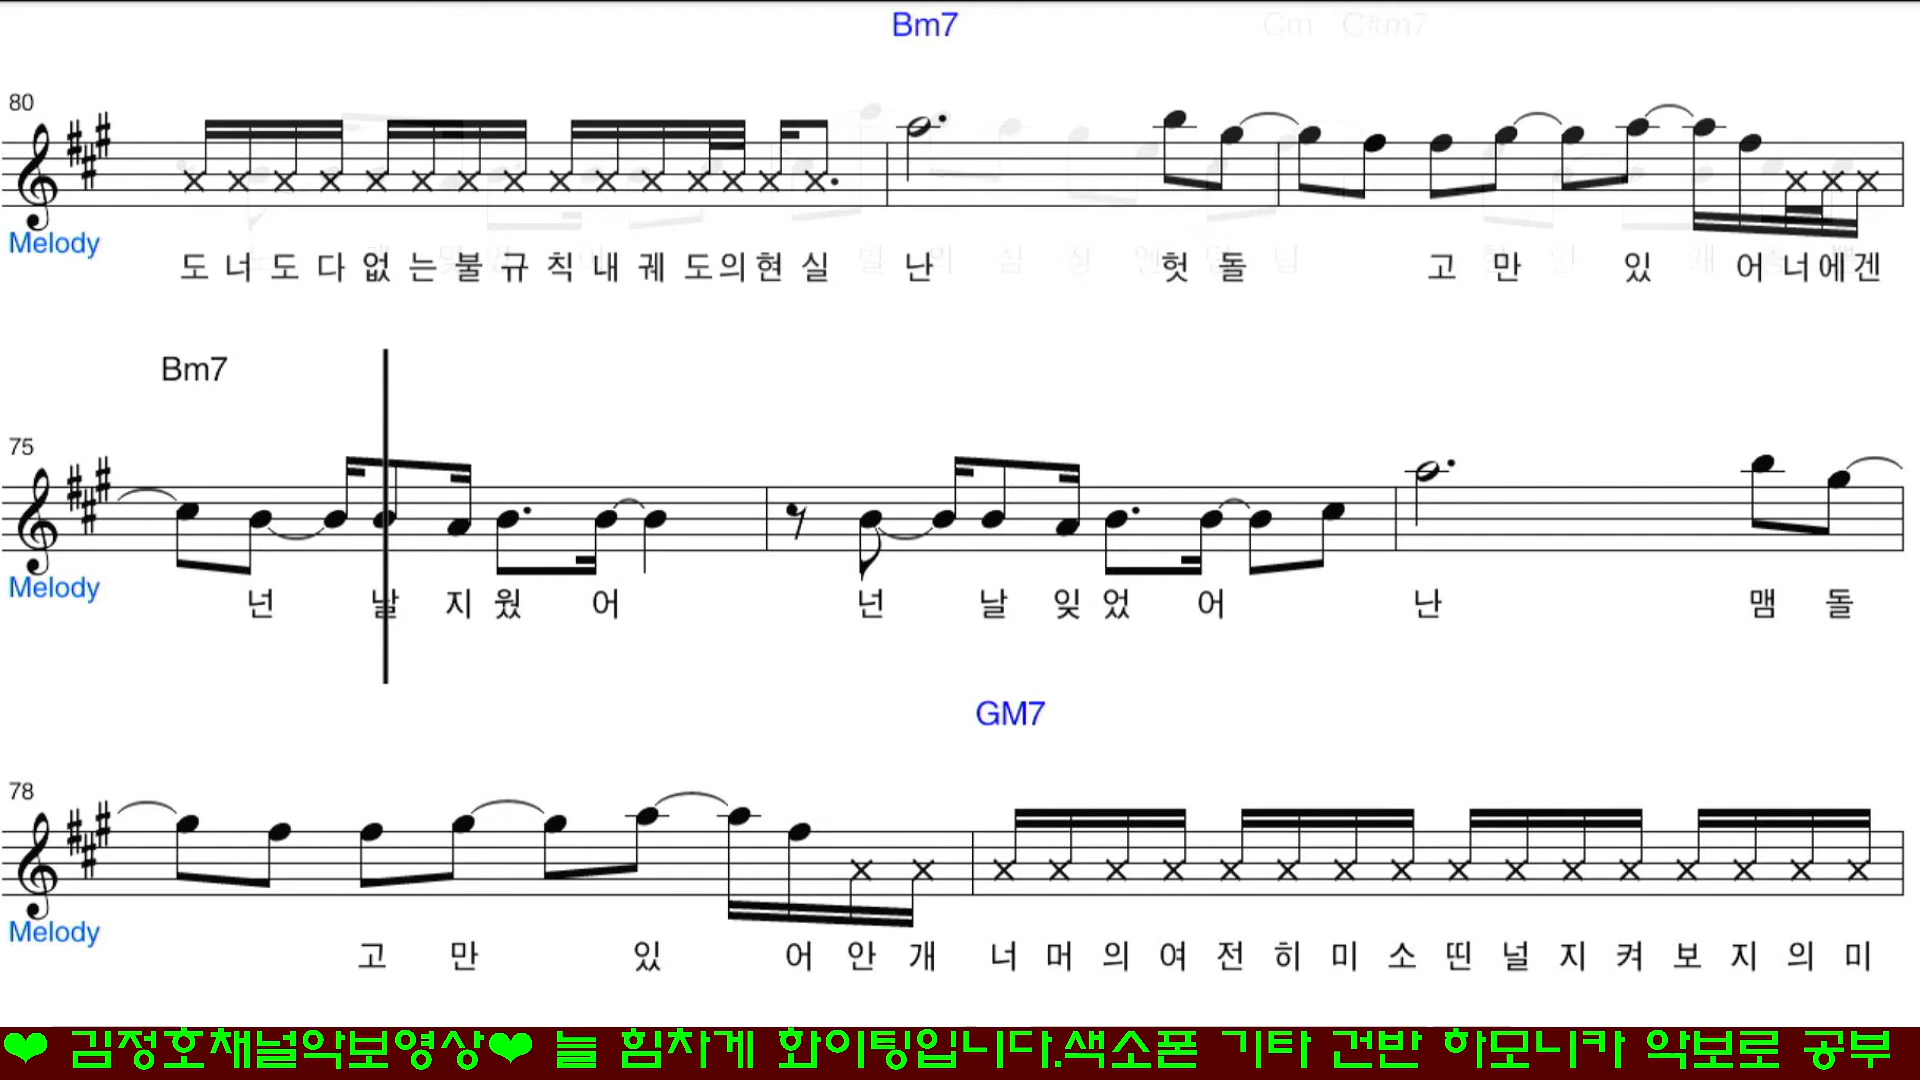 Bm7 Cm C#m7
80
Melody
도 너 도 다 없 는 불 규 칙 내 궤 도 의 현 실 난 헛 돌 고 만 있 어 너 에 겐
Bm7
75
Melody
넌 날 지 웠 어 넌 날 잊 었 어 난 맴 돌
GM7
78
Melody
고 만 있 어 안 개 너 머 의 여 전 히 미 소 띤 널 지 켜 보 지 의 미
❤ 김정호채널악보영상❤ 늘 힘차게 화이팅입니다.색소폰 기타 건반 하모니카 악보로 공부